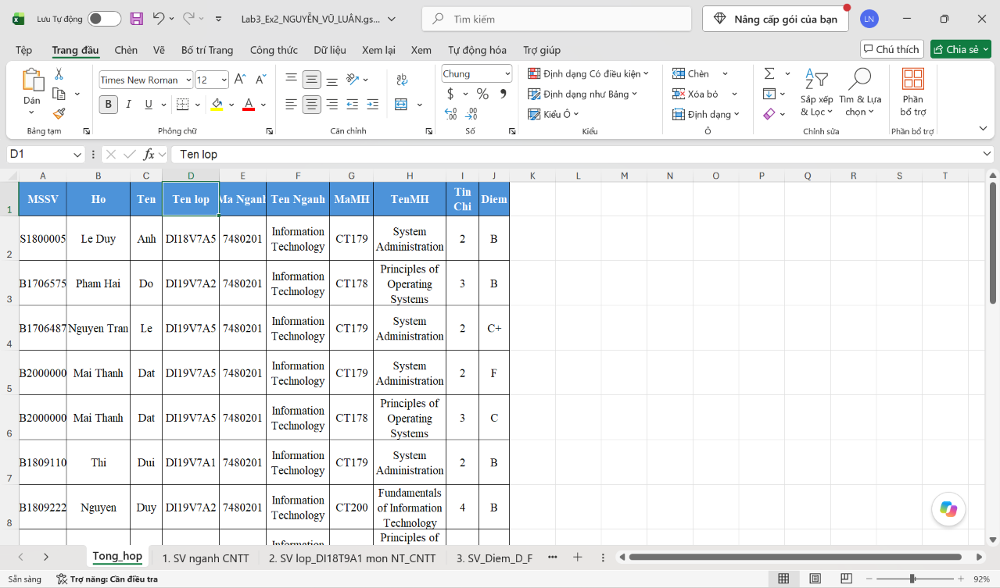 Lưu Tự động
Lab3_Ex2_NGUYỄN_VŨ_LUÂN.gs...
Tìm kiếm
Nâng cấp gói của bạn
LN
Tệp Trang đầu Chèn Vẽ Bố trí Trang Công thức Dữ liệu Xem lại Xem Tự động hóa Trợ giúp
Chú thích
Chia sẻ
Dán
Bảng tạm
Times New Roman 12
B I U A
Phông chữ
ab
Căn chỉnh
Chung
$ % ,
Số
Định dạng Có điều kiện
Định dạng như Bảng
Kiểu Ô
Kiểu
Chèn
Xóa bỏ
Định dạng
Ô
Sắp xếp & Lọc
Tìm & Lựa chọn
Chỉnh sửa
Phần bổ trợ
Phần bổ trợ
D1 fx Ten lop
A B C D E F G H I J K L M N O P Q R S T
1 MSSV Ho Ten Ten lop Ma Nganh Ten Nganh MaMH TenMH Tin Chi Diem
2 S1800005 Le Duy Anh DI18V7A5 7480201 Information Technology CT179 System Administration 2 B
3 B1706575 Pham Hai Do DI19V7A2 7480201 Information Technology CT178 Principles of Operating Systems 3 B
4 B1706487 Nguyen Tran Le DI19V7A5 7480201 Information Technology CT179 System Administration 2 C+
5 B2000000 Mai Thanh Dat DI19V7A5 7480201 Information Technology CT179 System Administration 2 F
6 B2000000 Mai Thanh Dat DI19V7A5 7480201 Information Technology CT178 Principles of Operating Systems 3 C
7 B1809110 Thi Dui DI19V7A1 7480201 Information Technology CT179 System Administration 2 B
8 B1809222 Nguyen Duy DI19V7A2 7480201 Information Technology CT200 Fundamentals of Information Technology 4 B
Information Principles of
Tong_hop 1. SV nganh CNTT 2. SV lop_DI18T9A1 mon NT_CNTT 3. SV_Diem_D_F
Sẵn sàng
Trợ năng: Cần điều tra
92%